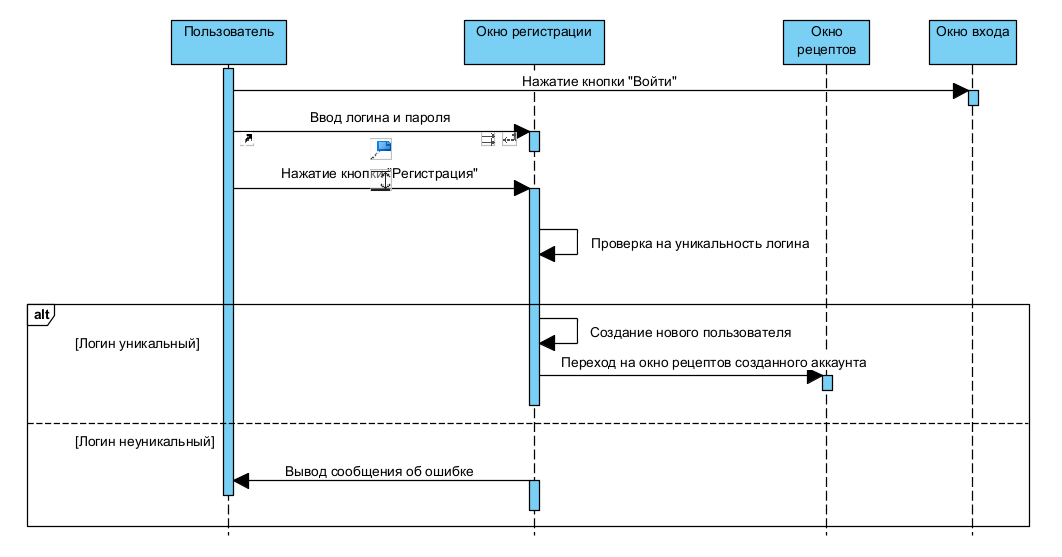 Пользователь
Окно регистрации
Окно
рецептов
Окно входа
Нажатие кнопки "Войти"
Ввод логина и пароля
Нажатие кнопки "Регистрация"
Проверка на уникальность логина
alt
Создание нового пользователя
[Логин уникальный]
Переход на окно рецептов созданного аккаунта
[Логин неуникальный]
Вывод сообщения об ошибке